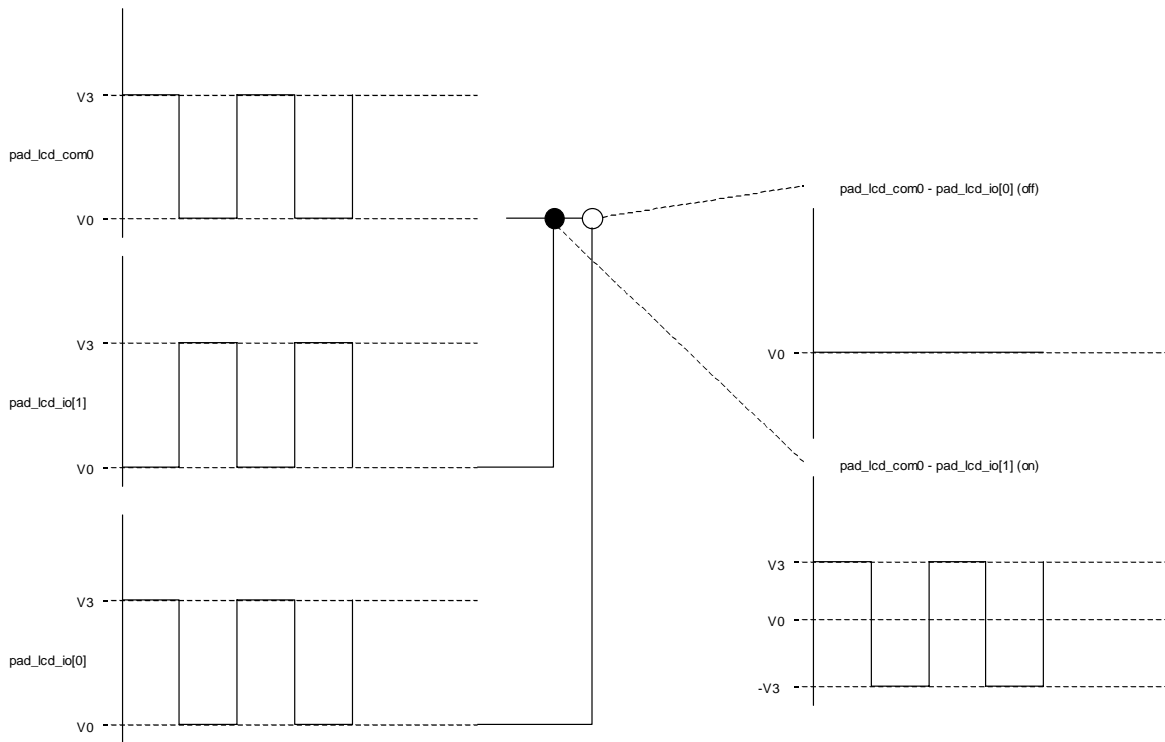 V3
pad_lcd_com0
V0
V3
pad_lcd_io[1]
V0
V3
pad_lcd_io[0]
V0
pad_lcd_com0 - pad_lcd_io[0] (off)
V0
pad_lcd_com0 - pad_lcd_io[1] (on)
V3
V0
-V3